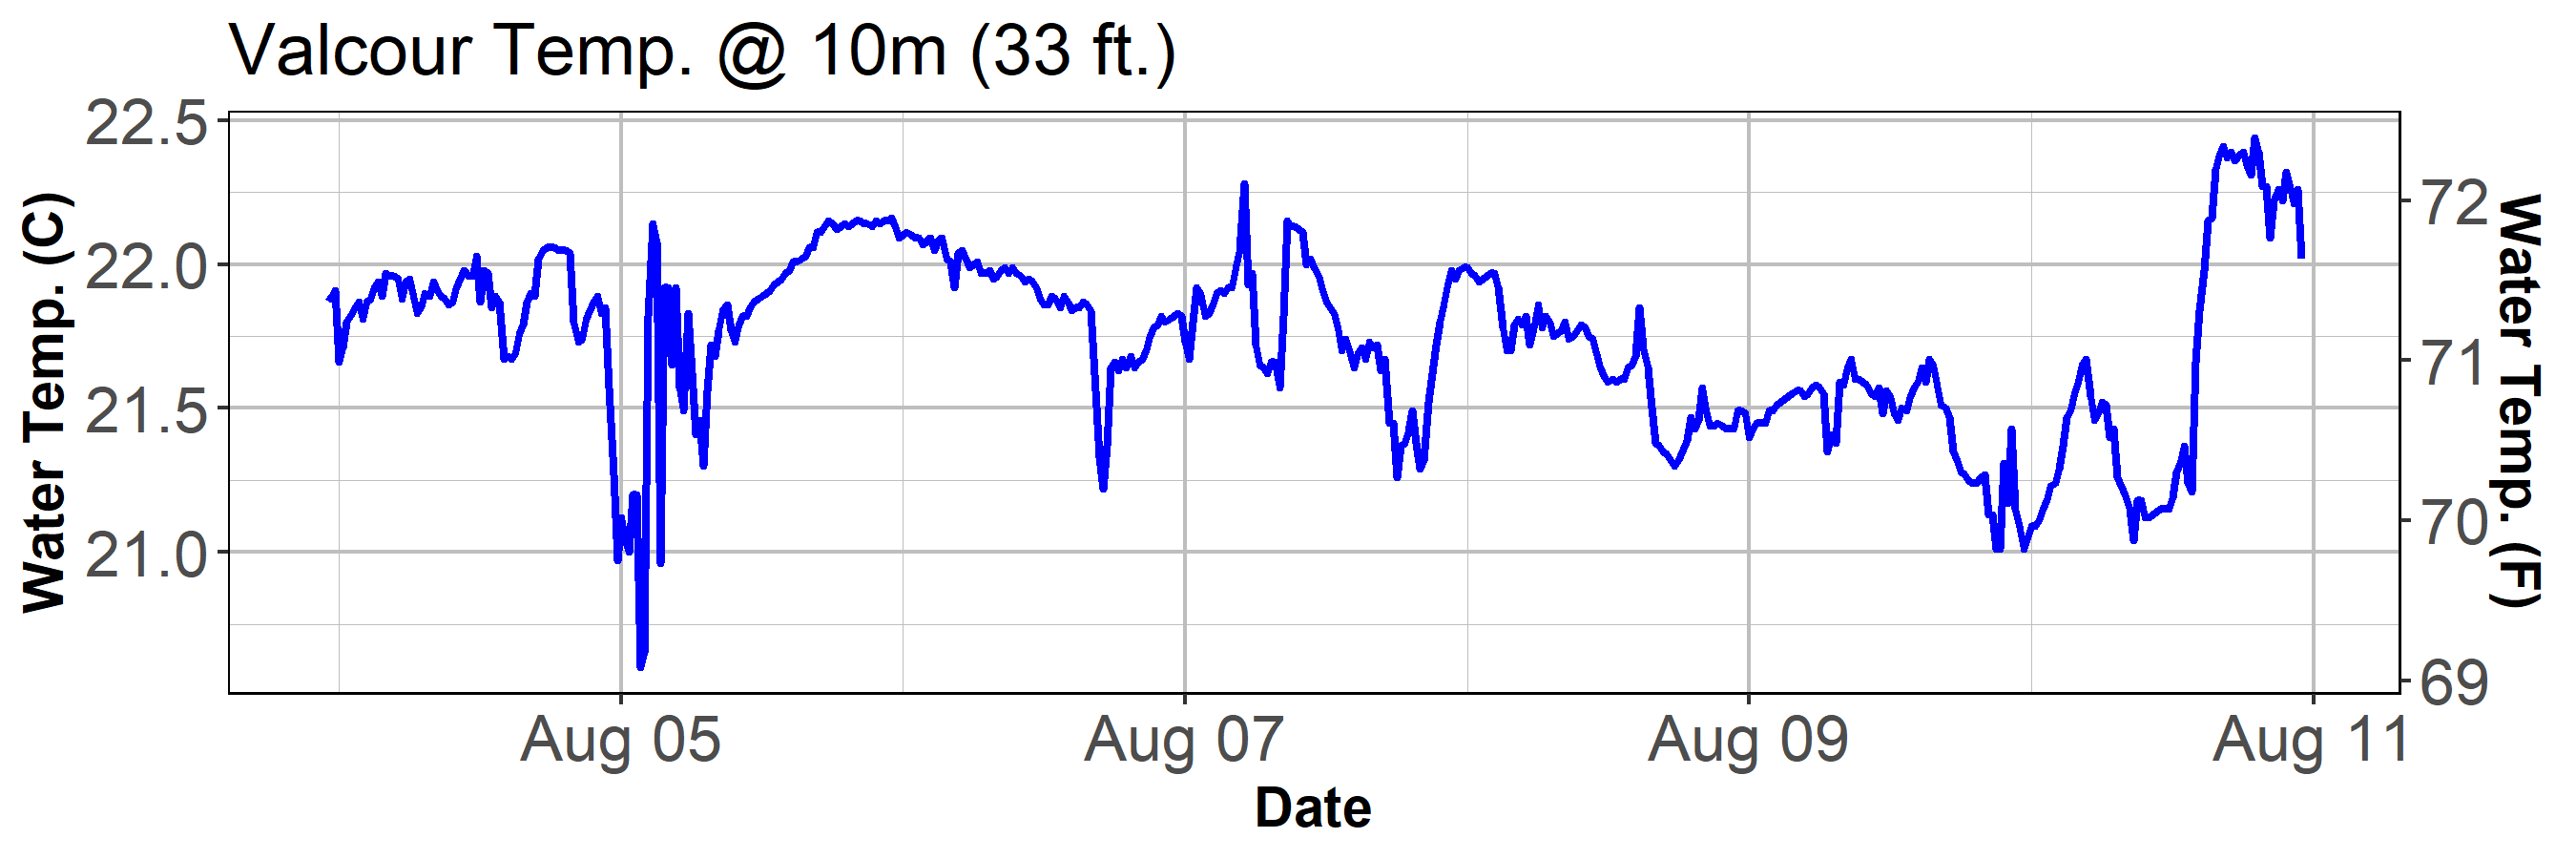 Valcour Temp. @ 10m (33 ft.)
Water Temp. (C)
22.5
22.0
21.5
21.0
72
71
70
69
Water Temp. (F)
Aug 05 Aug 07 Aug 09 Aug 11
Date